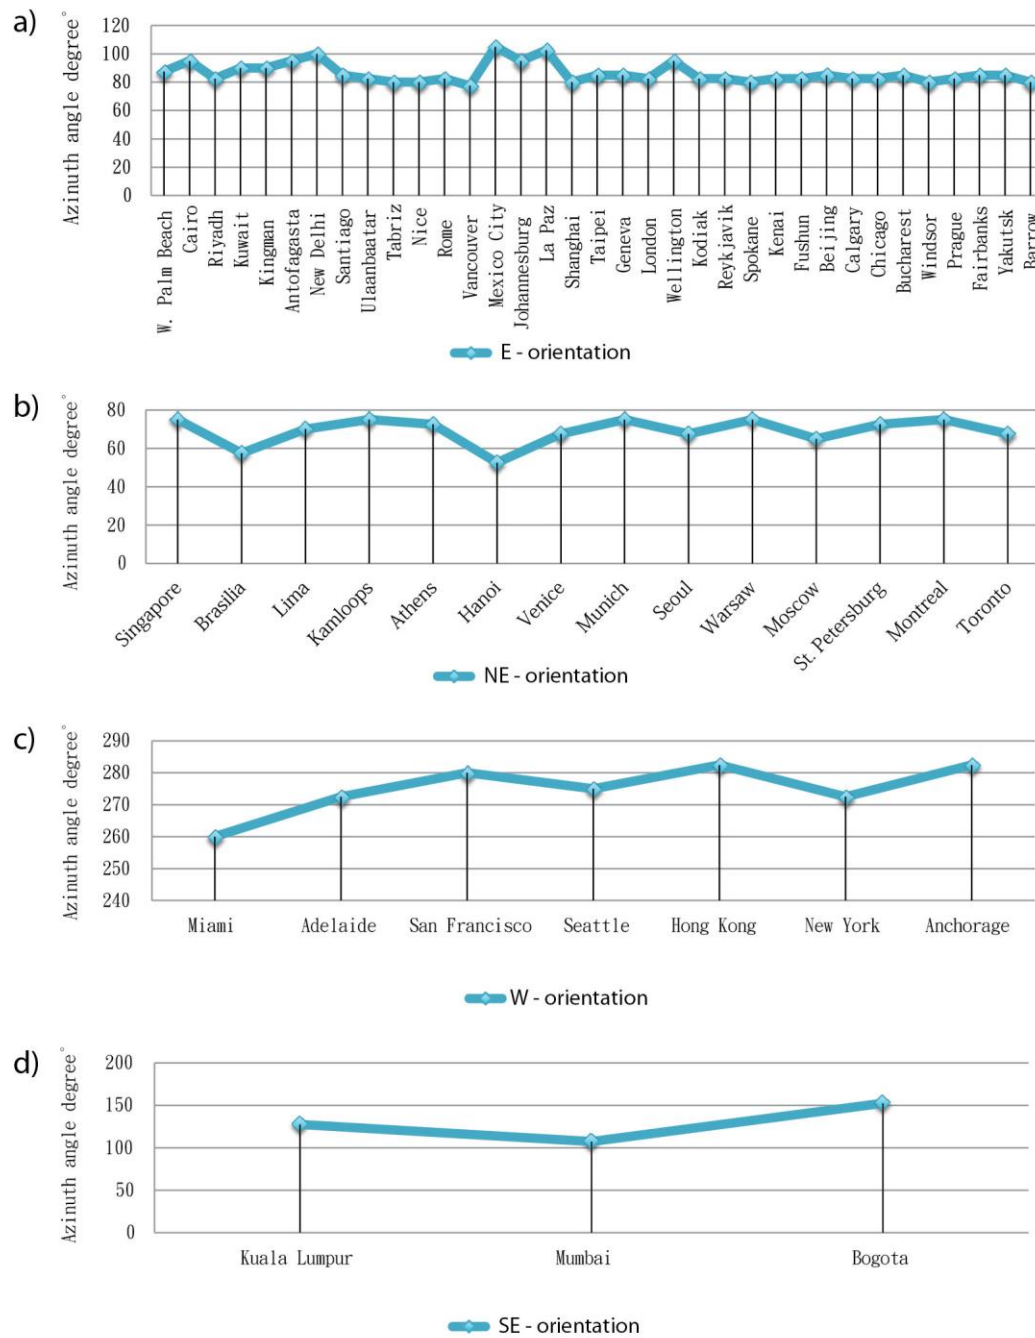 a)
Azinuth angle degree°
120
100
80
60
40
20
0
W. Palm Beach
Cairo
Riyadh
Kuwait
Kingman
Antofagasta
New Delhi
Santiago
Ulaanbaatar
Tabriz
Nice
Rome
Vancouver
Mexico City
Johannesburg
La Paz
Shanghai
Taipei
Geneva
London
Wellington
Kodiak
Reykjavik
Spokane
Kenai
Fushun
Beijing
Calgary
Chicago
Bucharest
Windsor
Prague
Fairbanks
Yakutsk
Barrow
E - orientation
b)
Azinuth angle degree°
80
60
40
20
0
Singapore
Brasilia
Lima
Kamloops
Athens
Hanoi
Venice
Munich
Seoul
Warsaw
Moscow
St. Petersburg
Montreal
Toronto
NE - orientation
c)
Azinuth angle degree°
290
280
270
260
250
240
Miami
Adelaide
San Francisco
Seattle
Hong Kong
New York
Anchorage
W - orientation
d)
Azinuth angle degree°
200
150
100
50
0
Kuala Lumpur
Mumbai
Bogota
SE - orientation